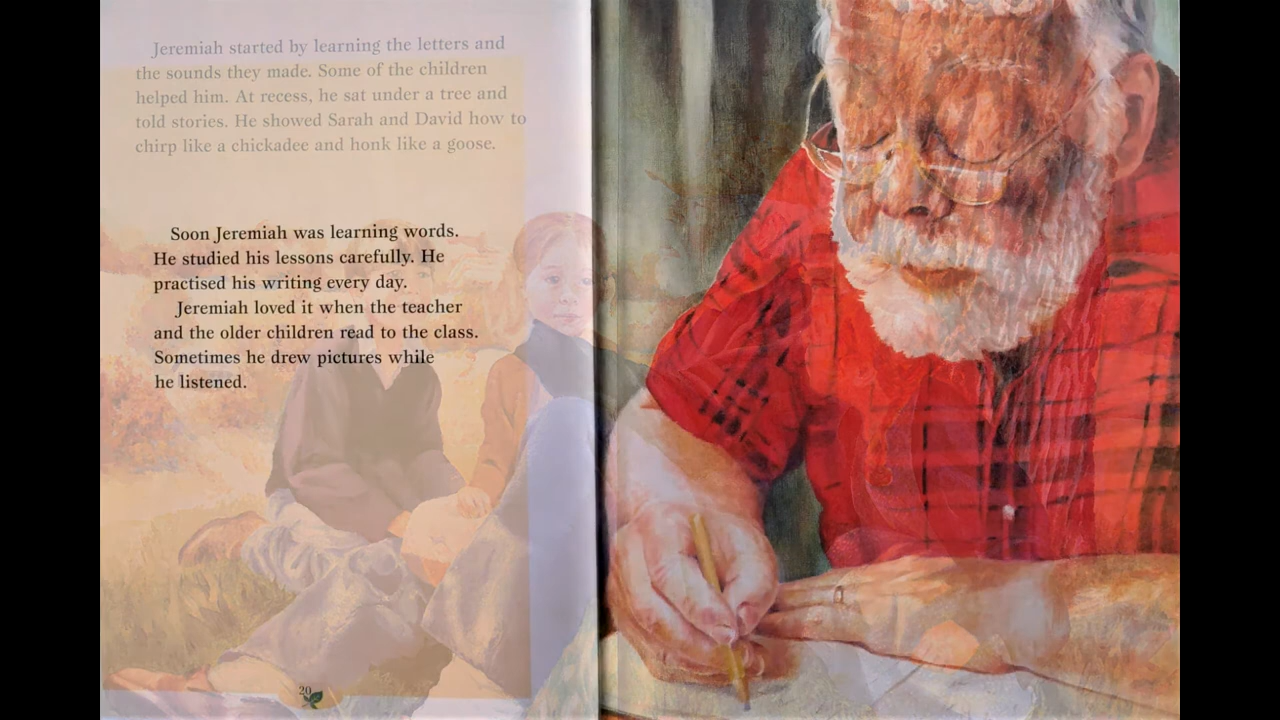 Jeremiah started by learning the letters and
the sounds they made. Some of the children
helped him. At recess, he sat under a tree and
told stories. He showed Sarah and David how to
chirp like a chickadee and honk like a goose.
Soon Jeremiah was learning words.
He studied his lessons carefully. He
practised his writing every day.
Jeremiah loved it when the teacher
and the older children read to the class.
Sometimes he drew pictures while
he listened.
20